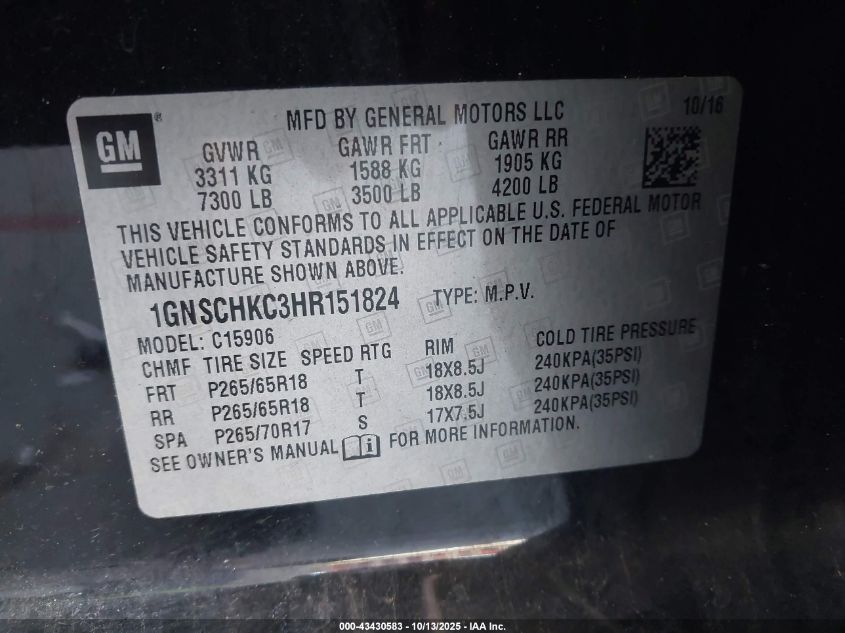 MFD BY GENERAL MOTORS LLC 10/16
GM ®
GVWR GAWR FRT GAWR RR
3311 KG 1588 KG 1905 KG
7300 LB 3500 LB 4200 LB
THIS VEHICLE CONFORMS TO ALL APPLICABLE U.S. FEDERAL MOTOR
VEHICLE SAFETY STANDARDS IN EFFECT ON THE DATE OF
MANUFACTURE SHOWN ABOVE.
1GNSCHKC3HR151824 TYPE: M.P.V.
MODEL: C15906
CHMF TIRE SIZE SPEED RTG RIM COLD TIRE PRESSURE
FRT P265/65R18 T 18X8.5J 240KPA(35PSI)
RR P265/65R18 T 18X8.5J 240KPA(35PSI)
SPA P265/70R17 S 17X7.5J 240KPA(35PSI)
SEE OWNER'S MANUAL i FOR MORE INFORMATION.
000-43430583 - 10/13/2025 - IAA Inc.